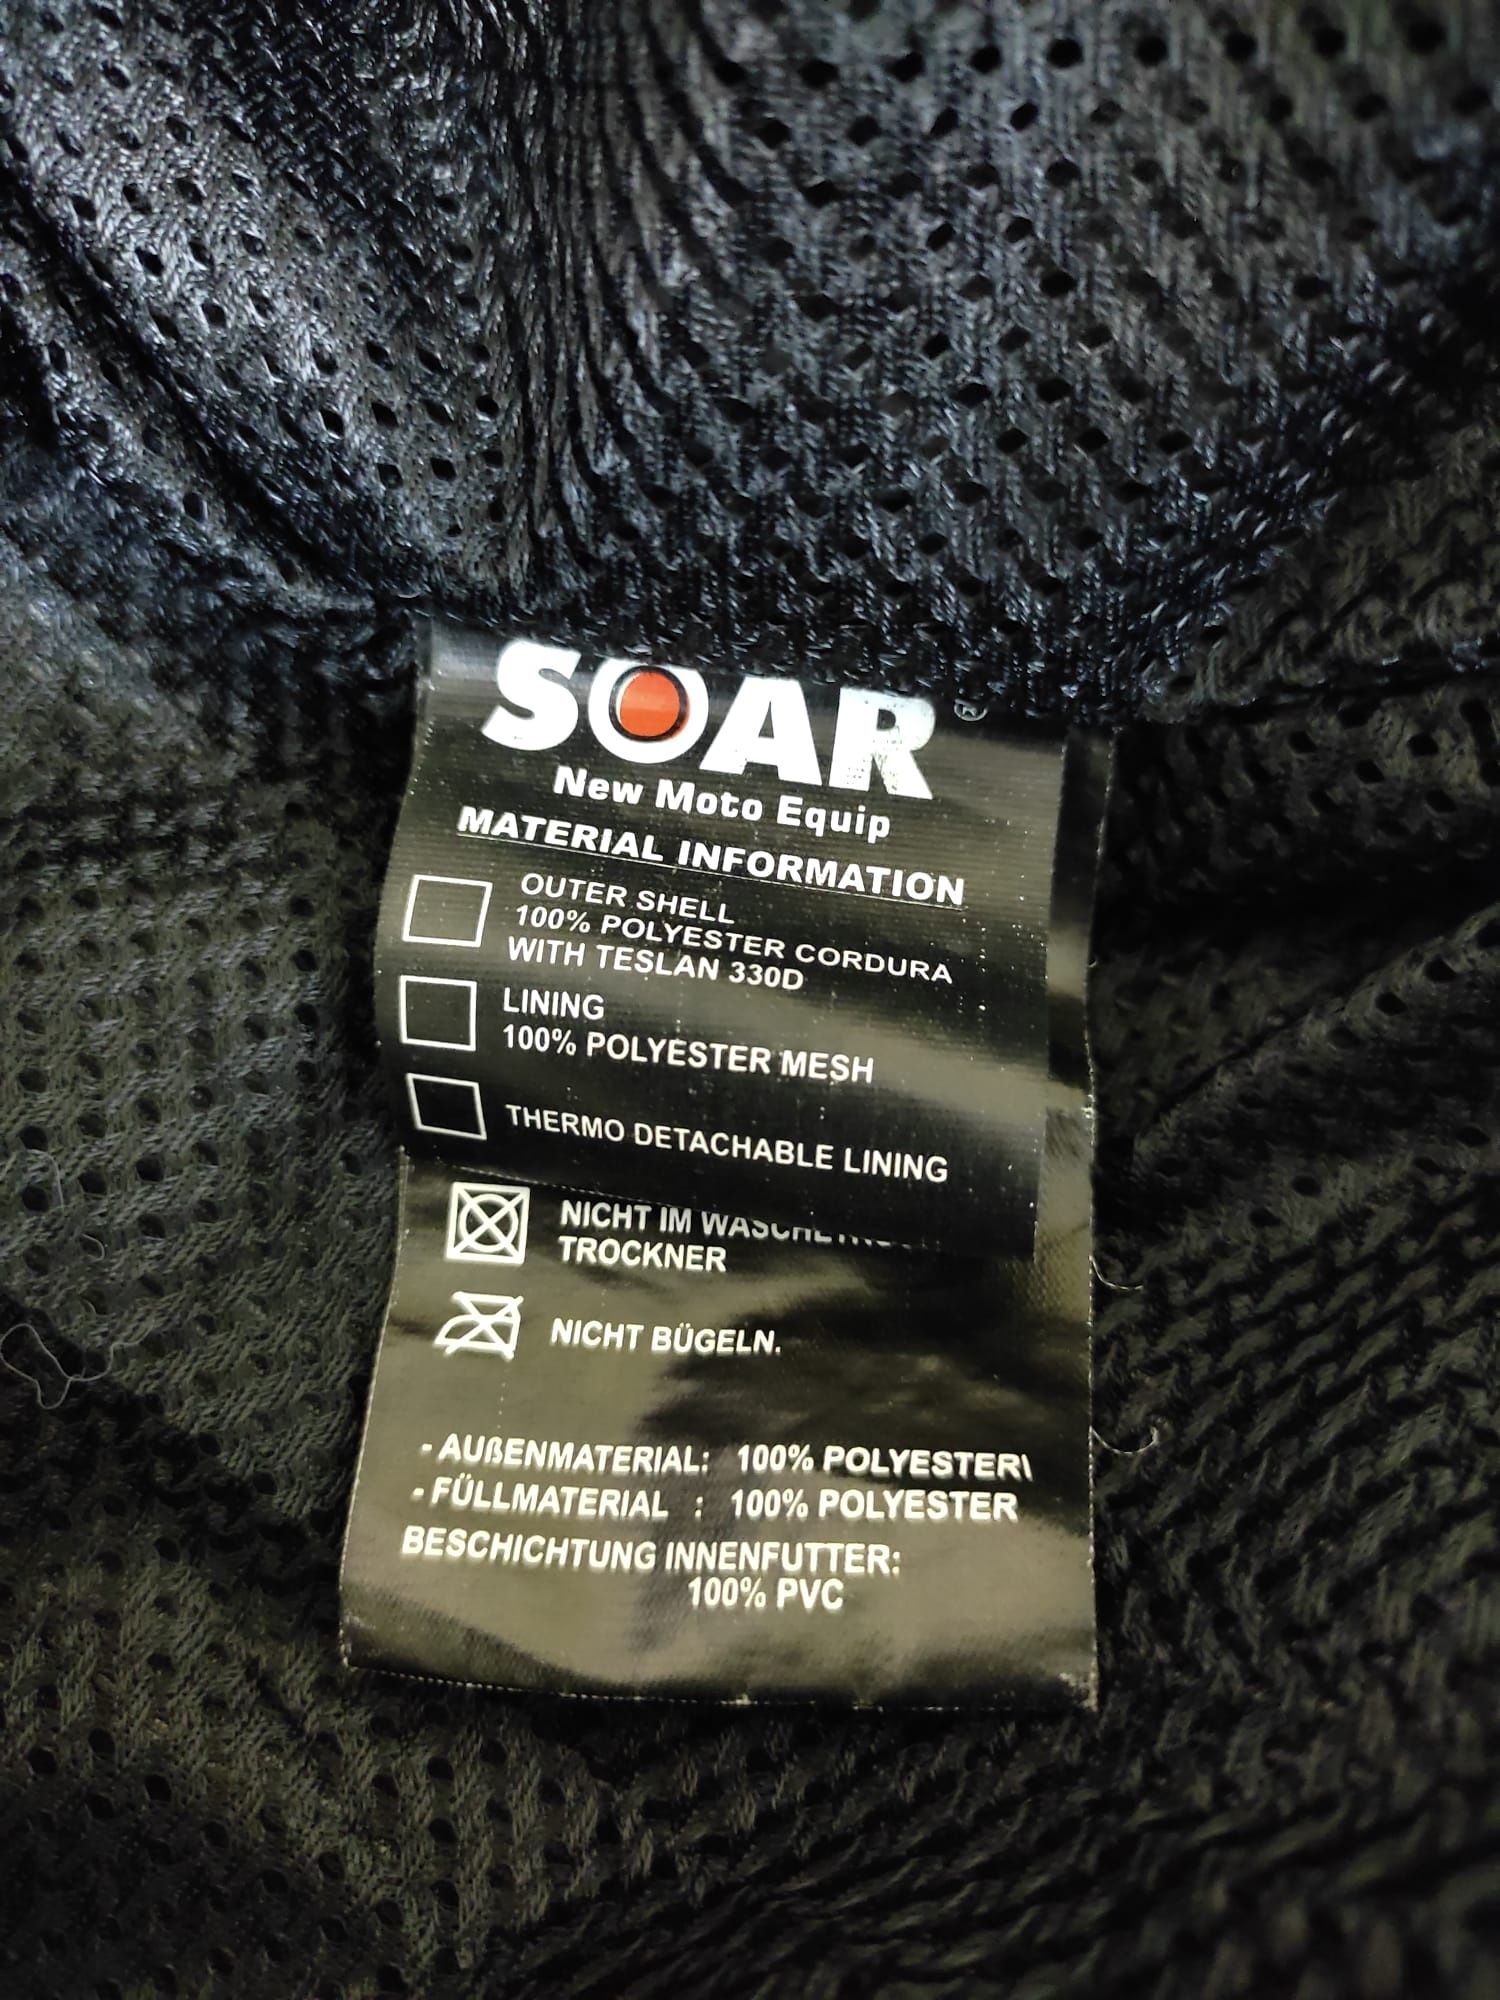 SOAR ®
New Moto Equip
MATERIAL INFORMATION
OUTER SHELL
100% POLYESTER CORDURA
WITH TESLAN 330D
LINING
100% POLYESTER MESH
THERMO DETACHABLE LINING
NICHT IM
TROCKNER
NICHT BÜGELN.
- AUßENMATERIAL: 100% POLYESTER\
- FÜLLMATERIAL : 100% POLYESTER
BESCHICHTUNG INNENFUTTER:
100% PVC